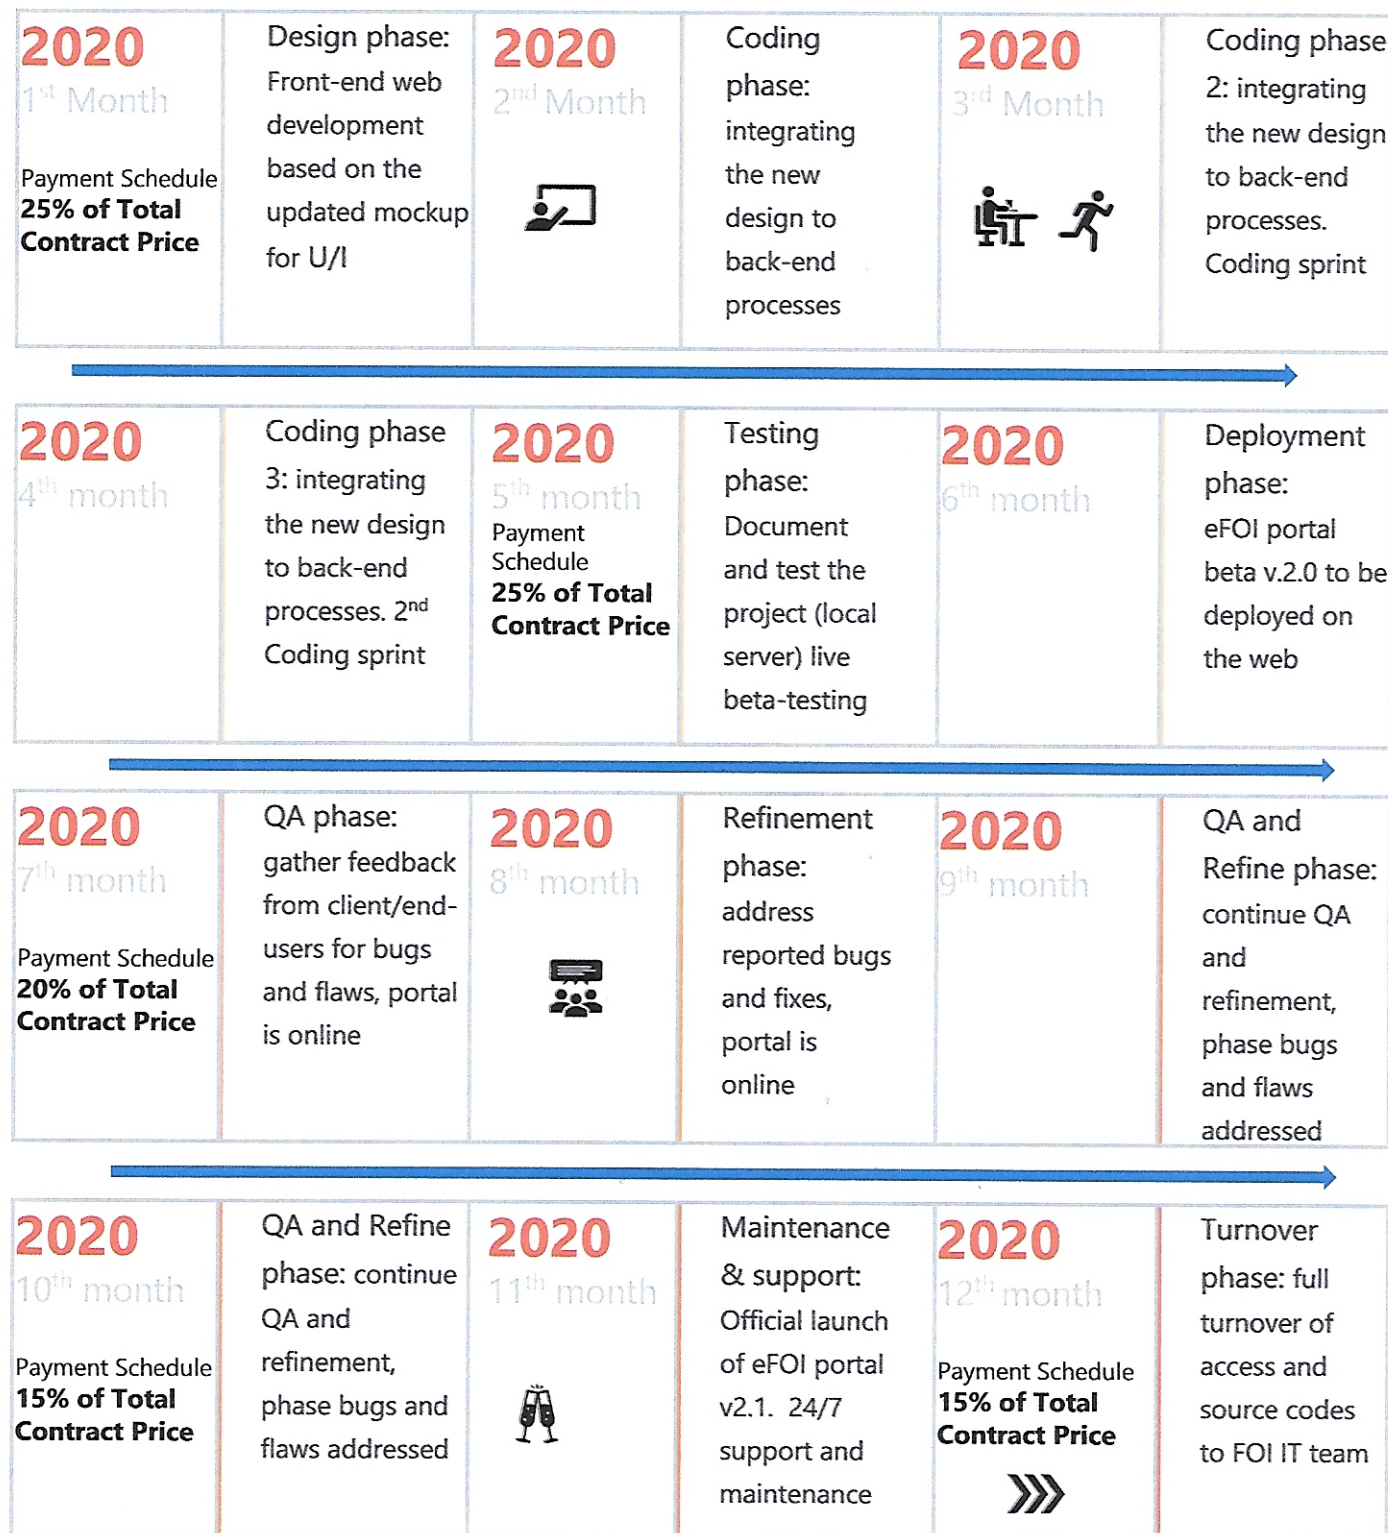 2020
1st Month
Payment Schedule
25% of Total
Contract Price
Design phase:
Front-end web
development
based on the
updated mockup
for U/I
2020
2nd Month
Coding
phase:
integrating
the new
design to
back-end
processes
2020
3rd Month
Coding phase
2: integrating
the new design
to back-end
processes.
Coding sprint
2020
4th month
Coding phase
3: integrating
the new design
to back-end
processes. 2nd
Coding sprint
2020
5th month
Payment
Schedule
25% of Total
Contract Price
Testing
phase:
Document
and test the
project (local
server) live
beta-testing
2020
6th month
Deployment
phase:
eFOI portal
beta v.2.0 to be
deployed on
the web
2020
7th month
Payment Schedule
20% of Total
Contract Price
QA phase:
gather feedback
from client/end-
users for bugs
and flaws, portal
is online
2020
8th month
Refinement
phase:
address
reported bugs
and fixes,
portal is
online
2020
9th month
QA and
Refine phase:
continue QA
and
refinement,
phase bugs
and flaws
addressed
2020
10th month
Payment Schedule
15% of Total
Contract Price
QA and Refine
phase: continue
QA and
refinement,
phase bugs and
flaws addressed
2020
11th month
Maintenance
& support:
Official launch
of eFOI portal
v2.1. 24/7
support and
maintenance
2020
12th month
Payment Schedule
15% of Total
Contract Price
Turnover
phase: full
turnover of
access and
source codes
to FOI IT team